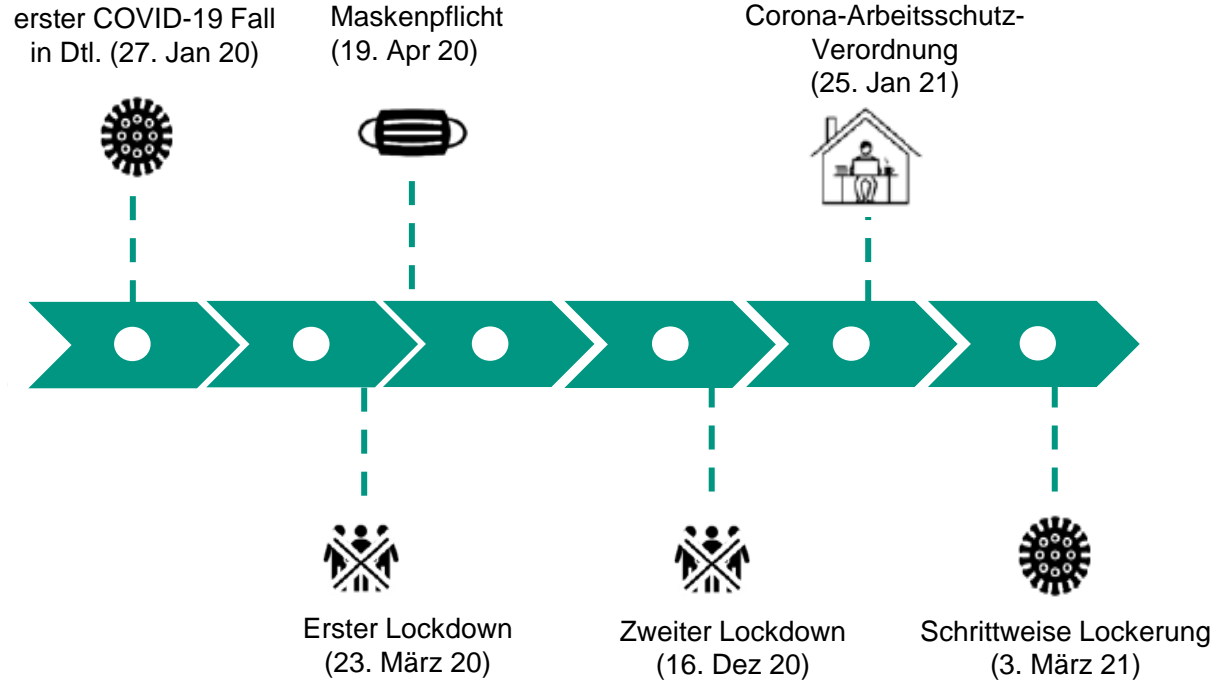 erster COVID-19 Fall
in Dtl. (27. Jan 20)
Maskenpflicht
(19. Apr 20)
Corona-Arbeitsschutz-
Verordnung
(25. Jan 21)
Erster Lockdown
(23. März 20)
Zweiter Lockdown
(16. Dez 20)
Schrittweise Lockerung
(3. März 21)